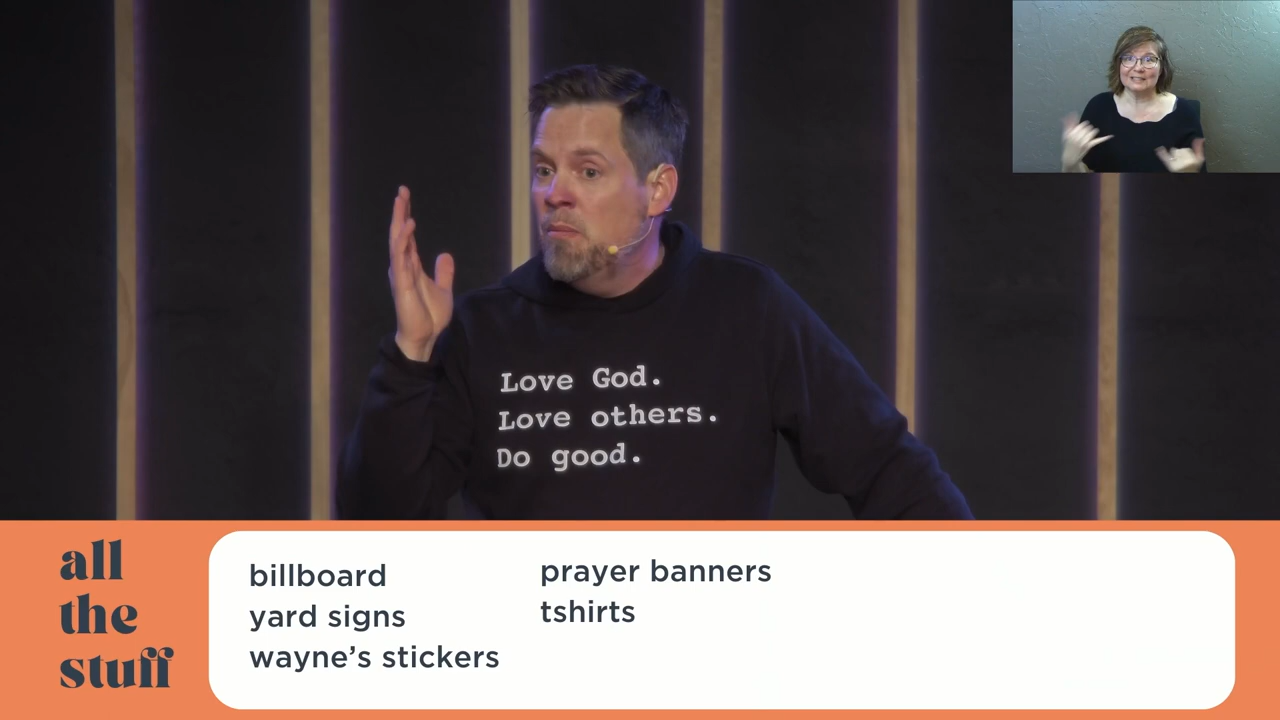 Love God.
Love others.
Do good.
all
the
stuff
billboard
yard signs
wayne's stickers
prayer banners
tshirts